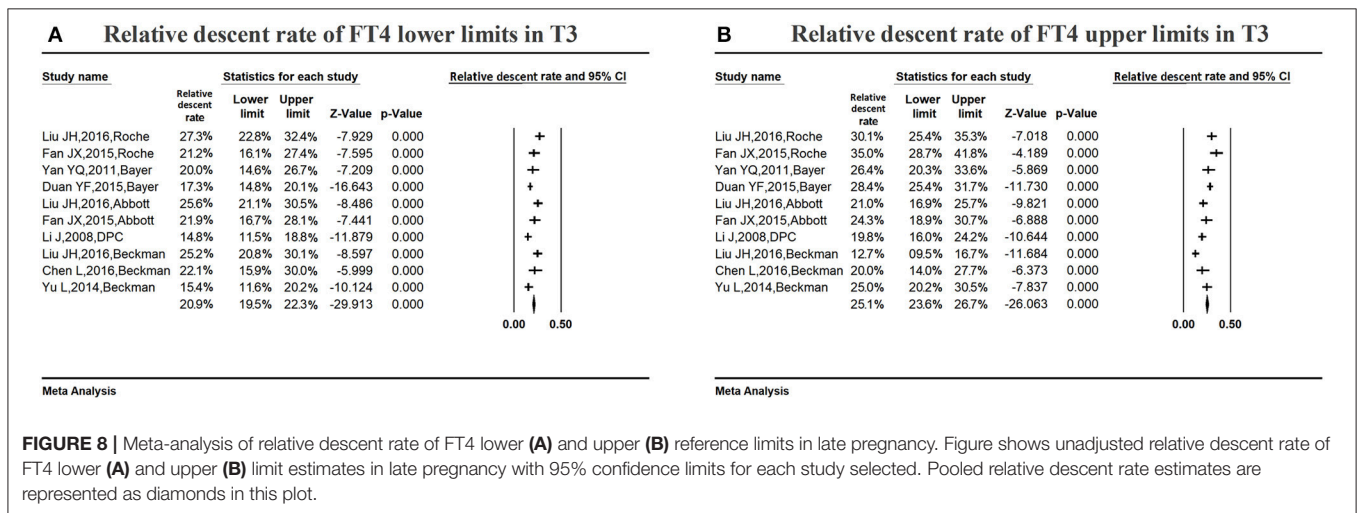 A Relative descent rate of FT4 lower limits in T3
Study name Statistics for each study Relative descent rate and 95% CI
Relative descent rate Lower limit Upper limit Z-Value p-Value
Liu JH,2016,Roche 27.3% 22.8% 32.4% -7.929 0.000
Fan JX,2015,Roche 21.2% 16.1% 27.4% -7.595 0.000
Yan YQ,2011,Bayer 20.0% 14.6% 26.7% -7.209 0.000
Duan YF,2015,Bayer 17.3% 14.8% 20.1% -16.643 0.000
Liu JH,2016,Abbott 25.6% 21.1% 30.5% -8.486 0.000
Fan JX,2015,Abbott 21.9% 16.7% 28.1% -7.441 0.000
Li J,2008,DPC 14.8% 11.5% 18.8% -11.879 0.000
Liu JH,2016,Beckman 25.2% 20.8% 30.1% -8.597 0.000
Chen L,2016,Beckman 22.1% 15.9% 30.0% -5.999 0.000
Yu L,2014,Beckman 15.4% 11.6% 20.2% -10.124 0.000
20.9% 19.5% 22.3% -29.913 0.000
0.00 0.50
Meta Analysis
B Relative descent rate of FT4 upper limits in T3
Study name Statistics for each study Relative descent rate and 95% CI
Relative descent rate Lower limit Upper limit Z-Value p-Value
Liu JH,2016,Roche 30.1% 25.4% 35.3% -7.018 0.000
Fan JX,2015,Roche 35.0% 28.7% 41.8% -4.189 0.000
Yan YQ,2011,Bayer 26.4% 20.3% 33.6% -5.869 0.000
Duan YF,2015,Bayer 28.4% 25.4% 31.7% -11.730 0.000
Liu JH,2016,Abbott 21.0% 16.9% 25.7% -9.821 0.000
Fan JX,2015,Abbott 24.3% 18.9% 30.7% -6.888 0.000
Li J,2008,DPC 19.8% 16.0% 24.2% -10.644 0.000
Liu JH,2016,Beckman 12.7% 09.5% 16.7% -11.684 0.000
Chen L,2016,Beckman 20.0% 14.0% 27.7% -6.373 0.000
Yu L,2014,Beckman 25.0% 20.2% 30.5% -7.837 0.000
25.1% 23.6% 26.7% -26.063 0.000
0.00 0.50
Meta Analysis
FIGURE 8 | Meta-analysis of relative descent rate of FT4 lower (A) and upper (B) reference limits in late pregnancy. Figure shows unadjusted relative descent rate of
FT4 lower (A) and upper (B) limit estimates in late pregnancy with 95% confidence limits for each study selected. Pooled relative descent rate estimates are
represented as diamonds in this plot.